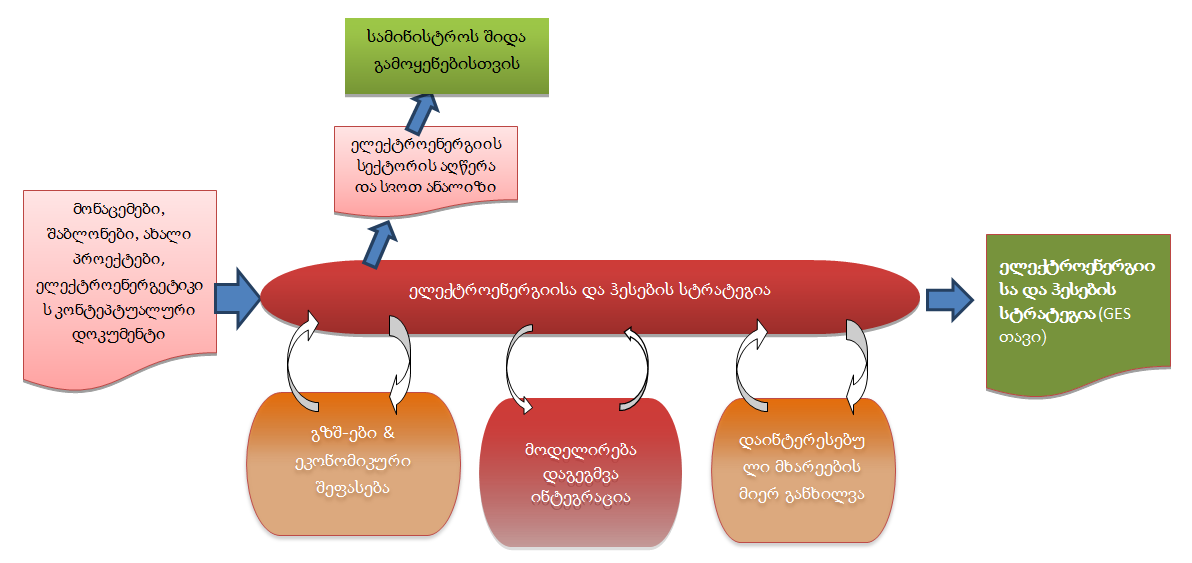 სამინისტროს შიდა
გამოყენებისთვის
ელექტროენერგიის
სექტორის აღწერა
და სვოთ ანალიზი
მონაცემები,
შაბლონები, ახალი
პროექტები,
ელექტროენერგეტიკი
ს კონტეპტუალური
დოკუმენტი
ელექტროენერგიისა და ჰესების სტრატეგია
ელექტროენერგიი
სა და ჰესების
სტრატეგია (GES
თავი)
გზშ-ები &
ეკონომიკური
შეფასება
მოდელირება
დაგეგმვა
ინტეგრაცია
დაინტერესებუ
ლი მხარეების
მიერ განხილვა